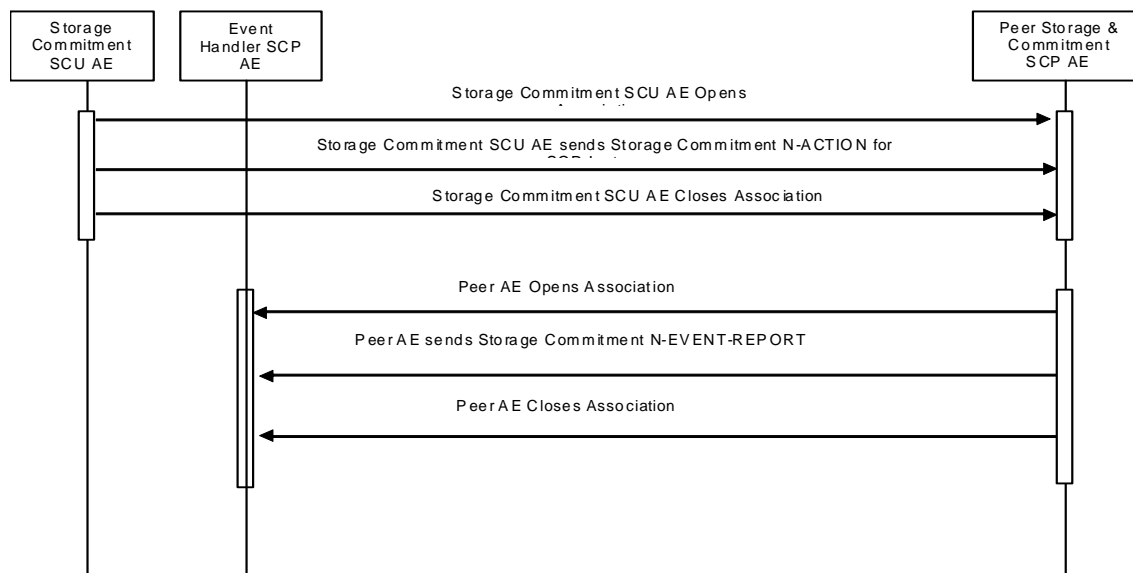 Storage
Commitment
SCU AE
Event
Handler SCP
AE
Peer Storage &
Commitment
SCP AE
Storage Commitment SCU AE Opens
Storage Commitment SCU AE sends Storage Commitment N-ACTION for
Storage Commitment SCU AE Closes Association
Peer AE Opens Association
Peer AE sends Storage Commitment N-EVENT-REPORT
Peer AE Closes Association